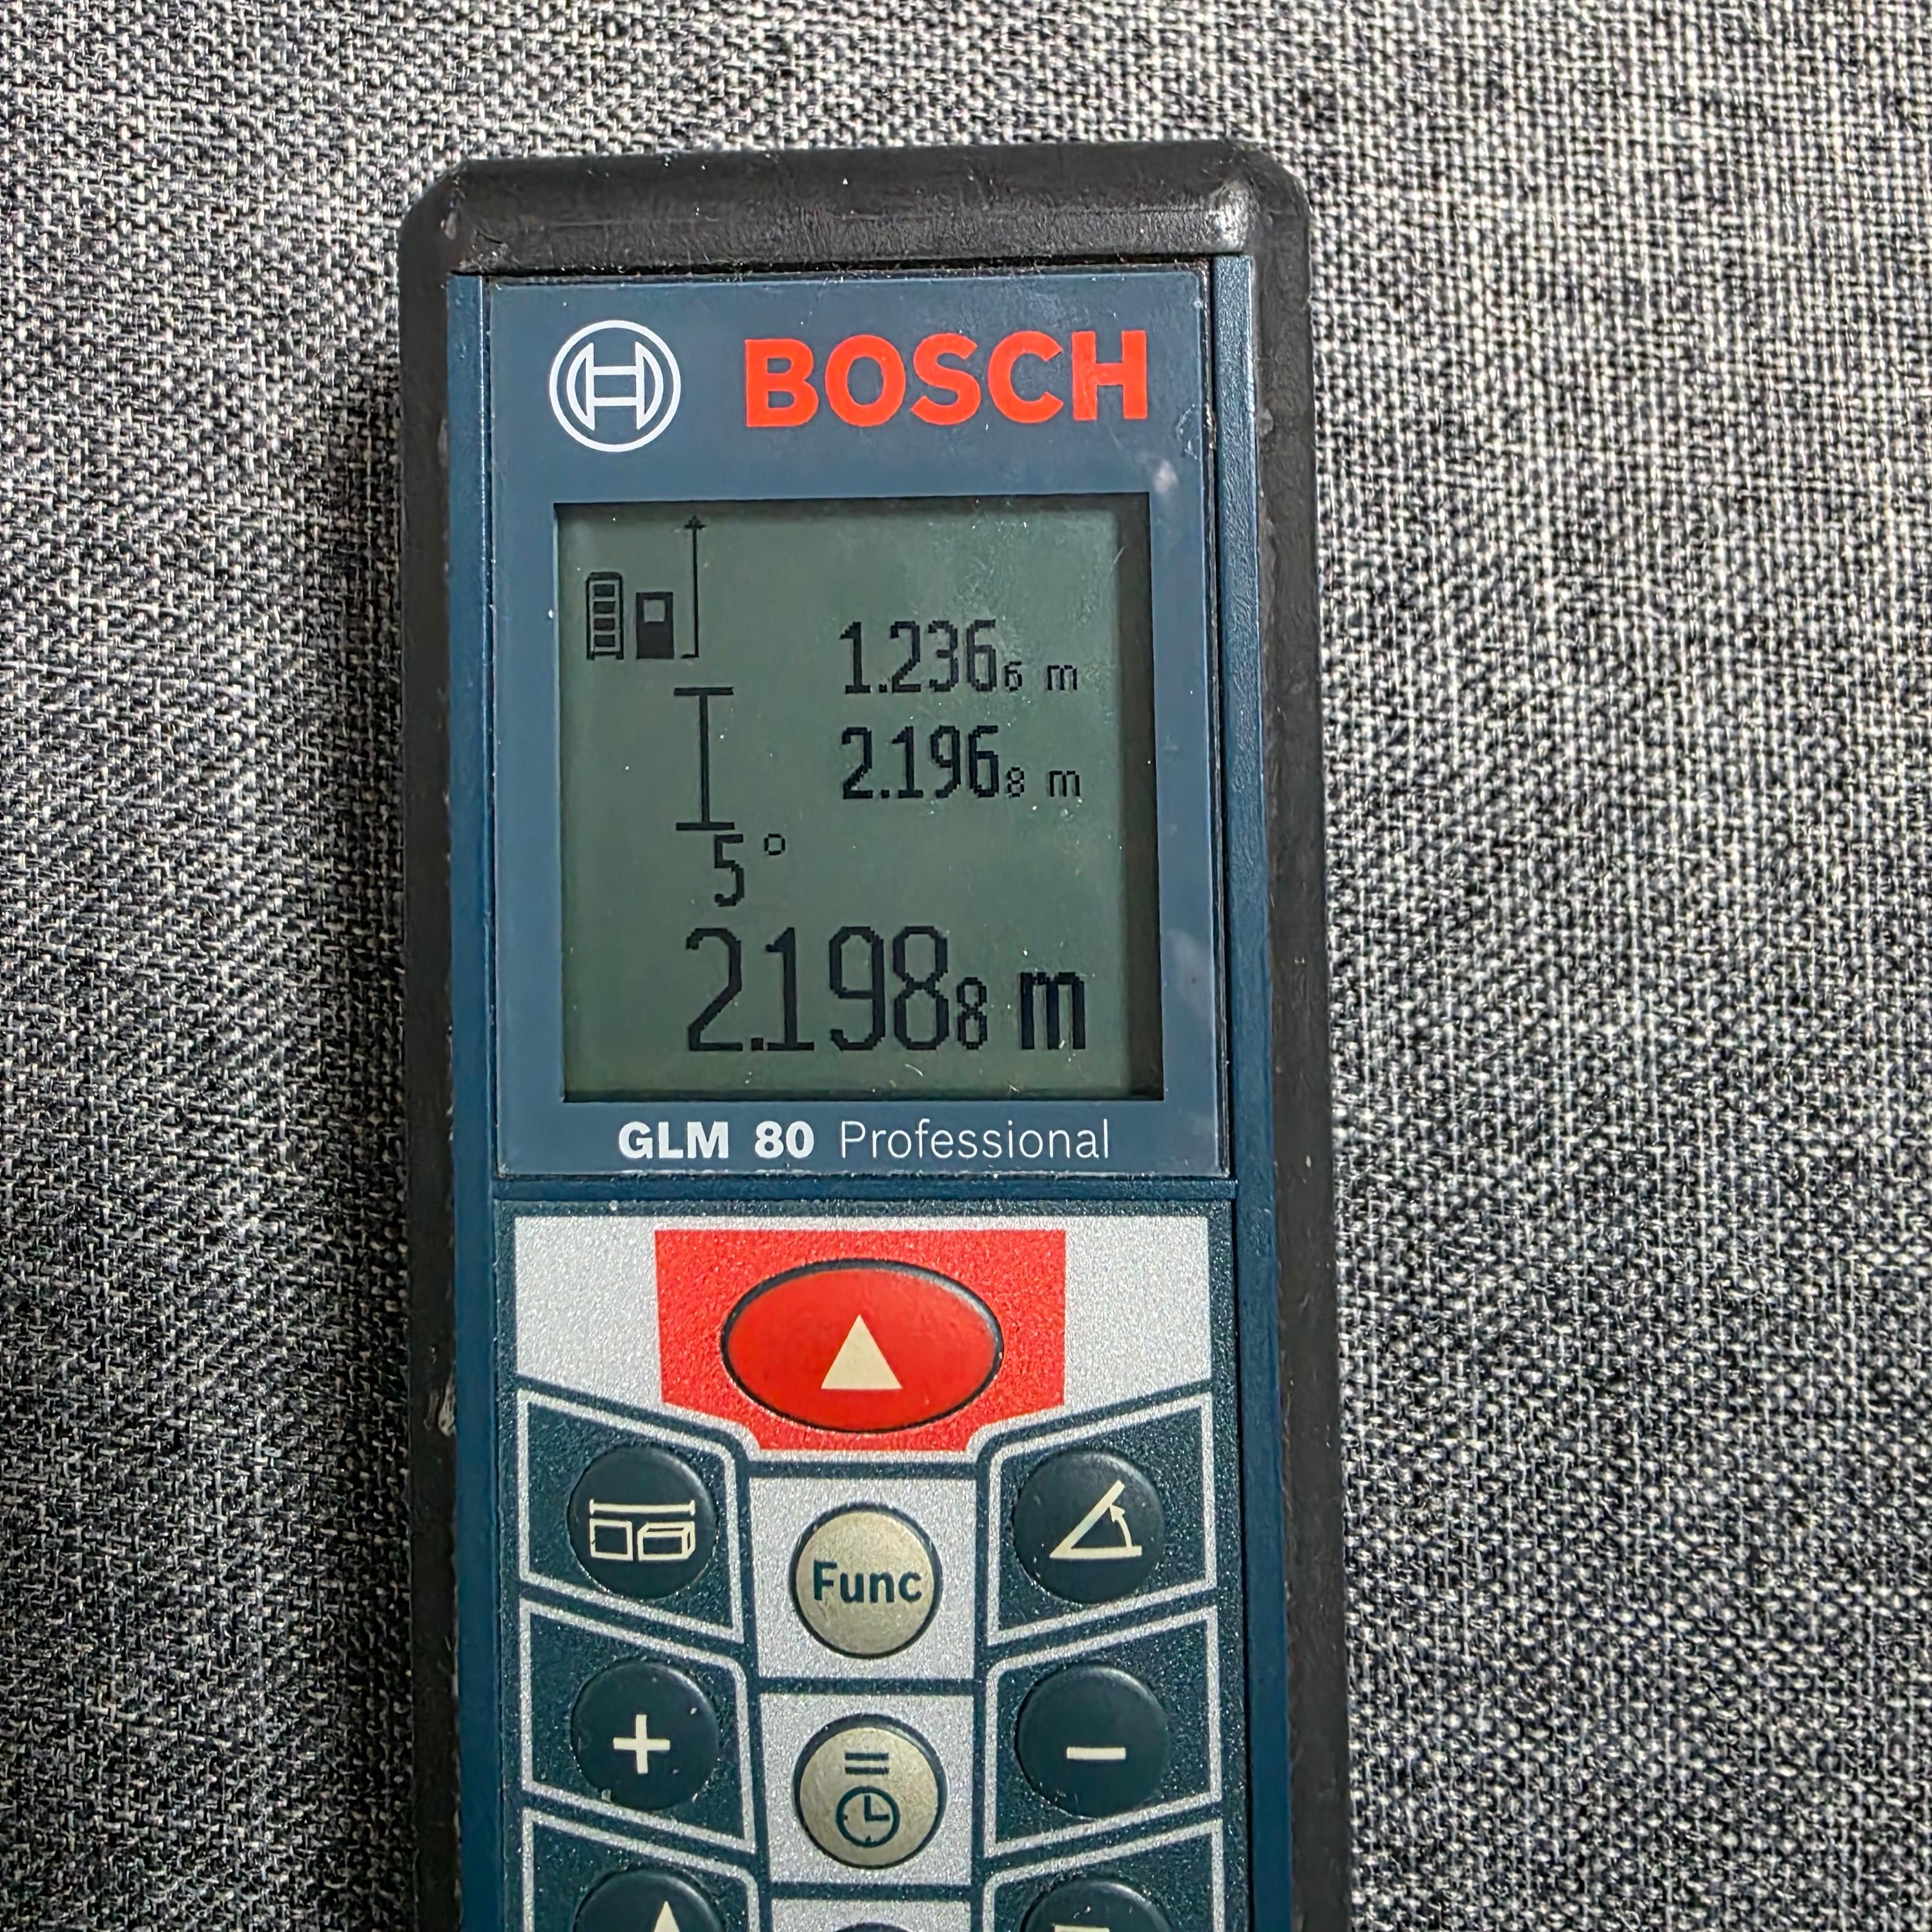 BOSCH
1.2366 m
2.1968 m
5°
2.1988 m
GLM 80 Professional
Func
+
−
=